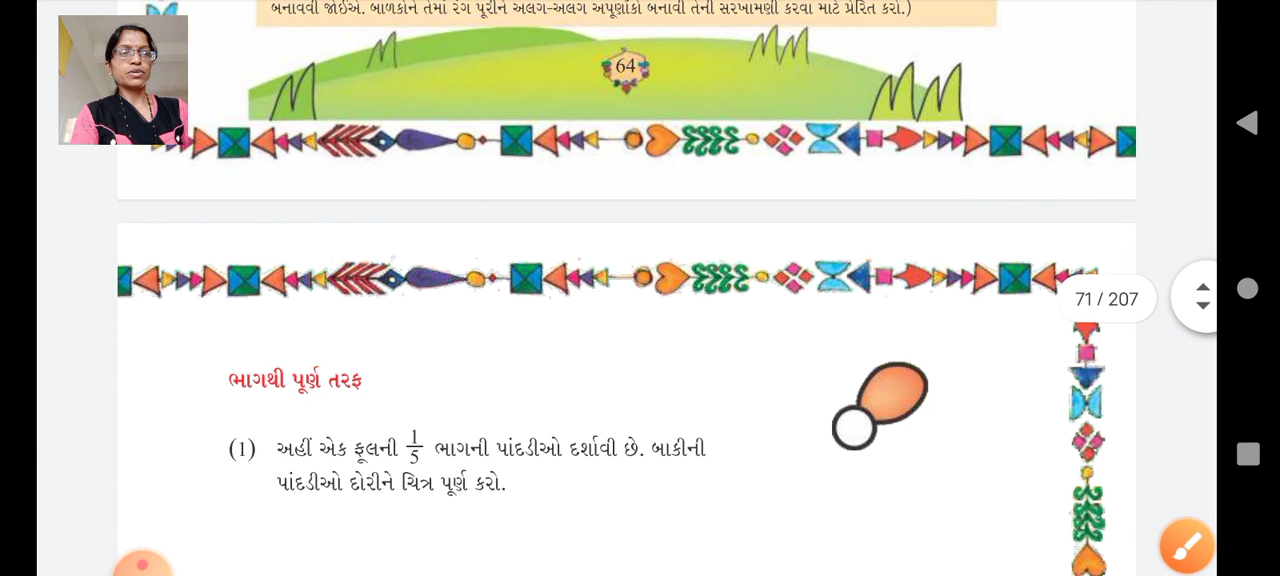 બનાવવી જોઈએ. બાળકોને તેમાં રંગ પૂરીને અલગ-અલગ અપૂર્ણાંકો બનાવી તેની સરખામણી કરવા માટે પ્રેરિત કરો.)
64
71 / 207
ભાગથી પૂર્ણ તરફ
(1) અહીં એક ફૂલની 1/5 ભાગની પાંદડીઓ દર્શાવી છે. બાકીની
પાંદડીઓ દોરીને ચિત્ર પૂર્ણ કરો.